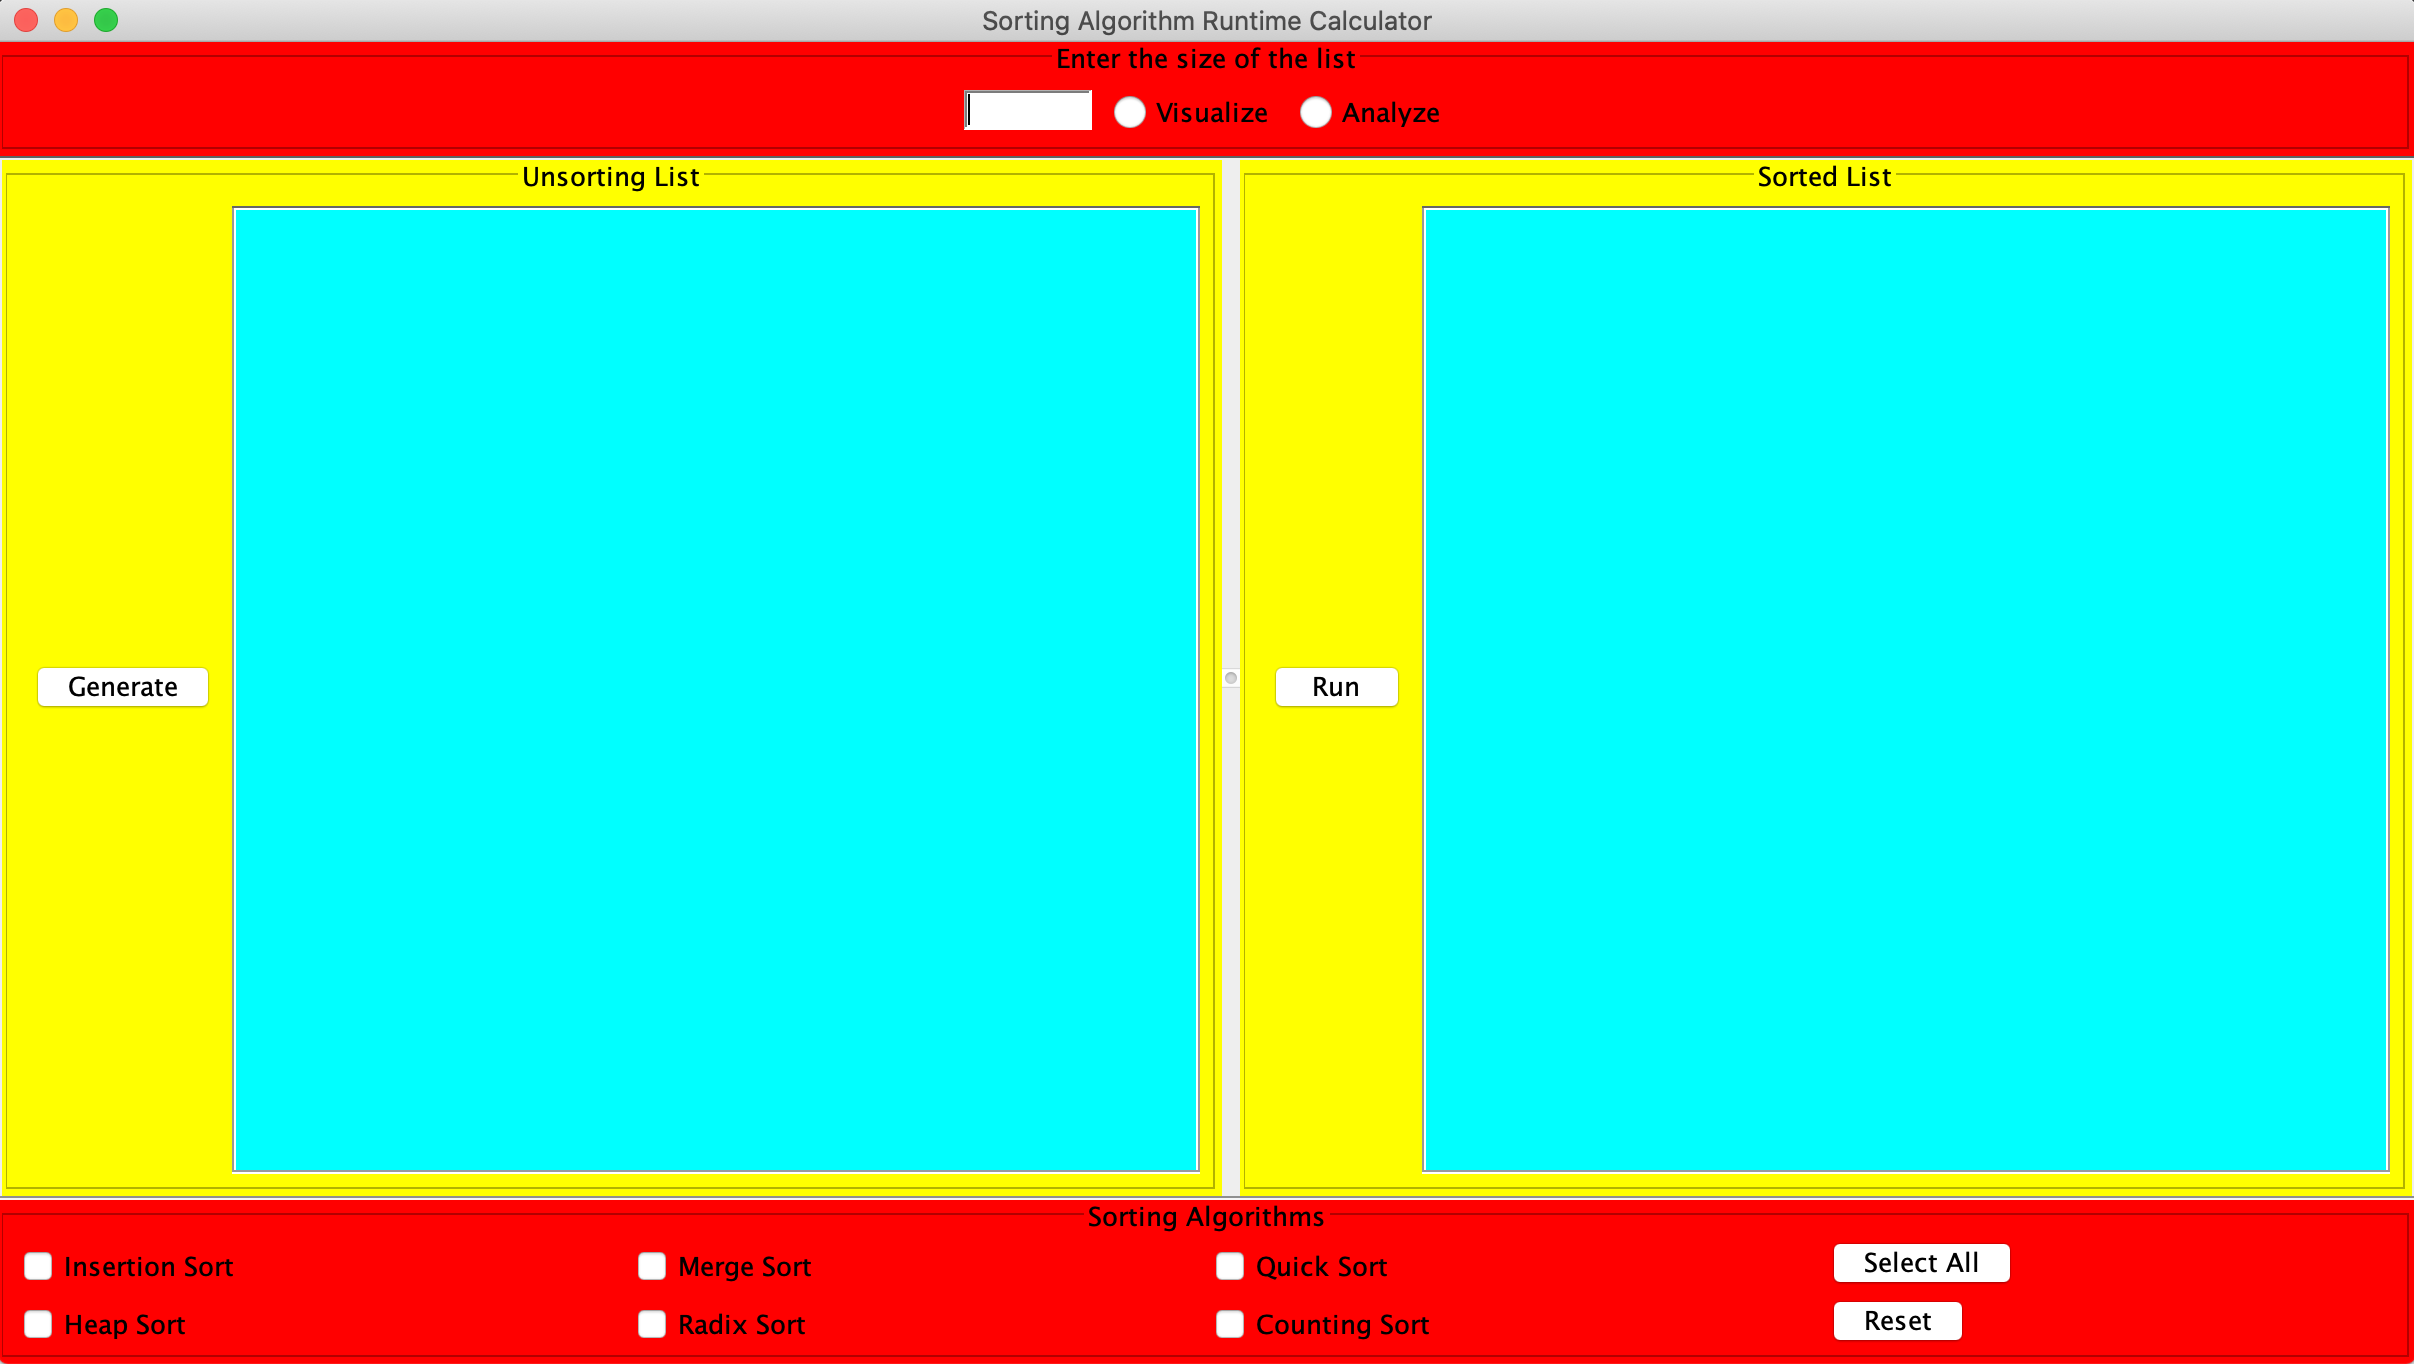 Sorting Algorithm Runtime Calculator
Enter the size of the list
Visualize Analyze
Unsorting List
Sorted List
Generate
Run
Sorting Algorithms
Insertion Sort Merge Sort Quick Sort Select All
Heap Sort Radix Sort Counting Sort Reset